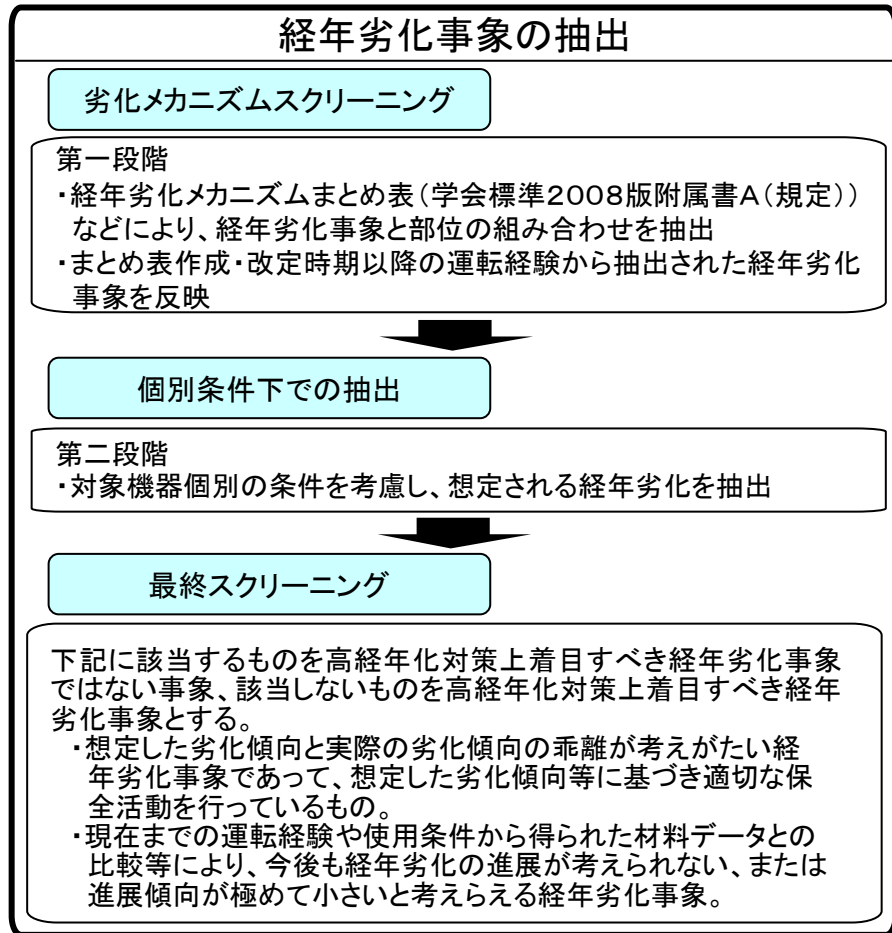 経年劣化事象の抽出
劣化メカニズムスクリーニング
第一段階
・経年劣化メカニズムまとめ表（学会標準２００８版附属書Ａ（規定））
などにより、経年劣化事象と部位の組み合わせを抽出
・まとめ表作成・改定時期以降の運転経験から抽出された経年劣化
事象を反映
個別条件下での抽出
第二段階
・対象機器個別の条件を考慮し、想定される経年劣化を抽出
最終スクリーニング
下記に該当するものを高経年化対策上着目すべき経年劣化事象
ではない事象、該当しないものを高経年化対策上着目すべき経年
劣化事象とする。
・想定した劣化傾向と実際の劣化傾向の乖離が考えがたい経
年劣化事象であって、想定した劣化傾向等に基づき適切な保
全活動を行っているもの。
・現在までの運転経験や使用条件から得られた材料データとの
比較等により、今後も経年劣化の進展が考えられない、または
進展傾向が極めて小さいと考えらえる経年劣化事象。